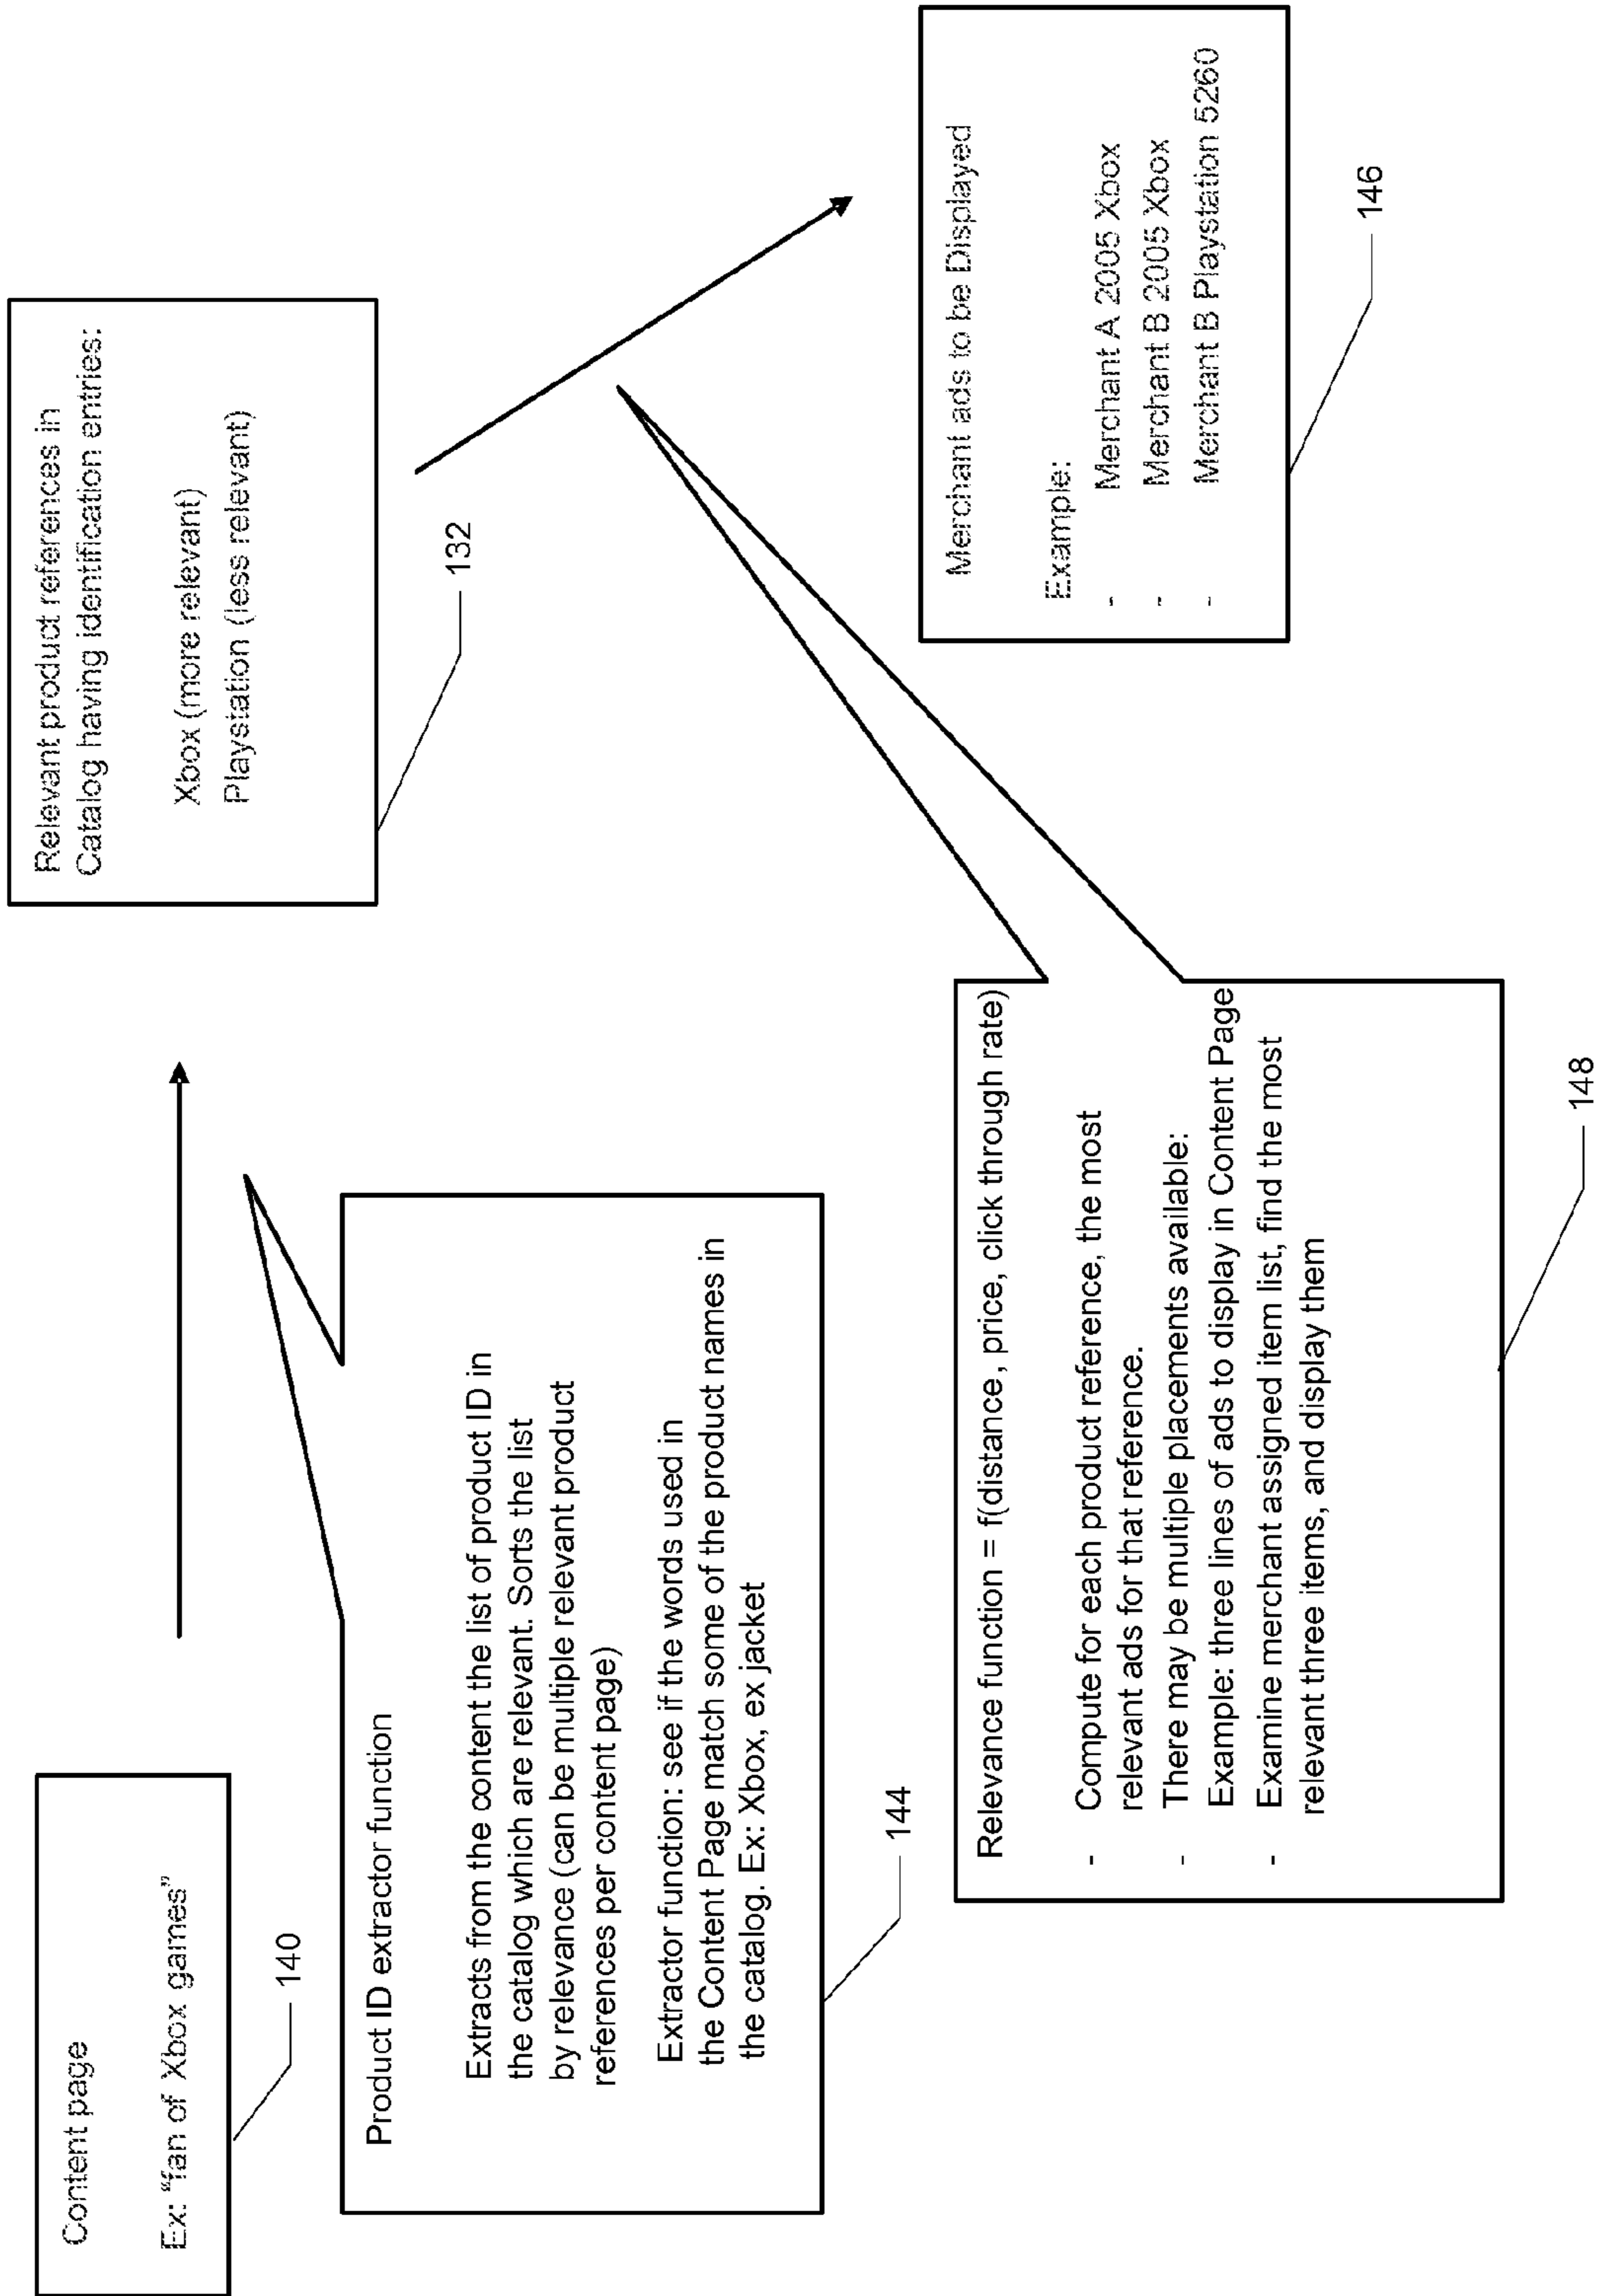 Content page
Ex: “fan of Xbox games”
140
Product ID extractor function
Extracts from the content the list of product ID in
the catalog which are relevant. Sorts the list
by relevance (can be multiple relevant product
references per content page)
Extractor function: see if the words used in
the Content Page match some of the product names in
the catalog. Ex: Xbox, ex jacket
144
Relevant product references in
Catalog having identification entries:
Xbox (more relevant)
Playstation (less relevant)
132
Relevance function = f(distance, price, click through rate)
- Compute for each product reference, the most
relevant ads for that reference.
- There may be multiple placements available:
Example: three lines of ads to display in Content Page
- Examine merchant assigned item list, find the most
relevant three items, and display them
148
Merchant ads to be Displayed
Example:
- Merchant A 2005 Xbox
- Merchant B 2005 Xbox
- Merchant B Playstation 5260
146